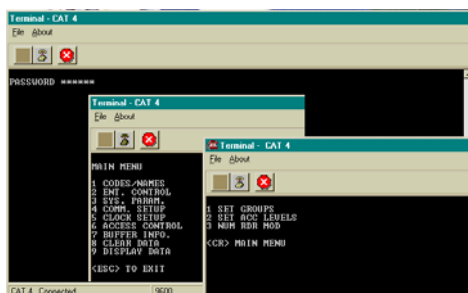 Terminal - CAT 4
File About
PASSWORD ******
Terminal - CAT 4
File About
MAIN MENU
1 CODES/NAMES
2 ENT. CONTROL
3 SYS. PARAM.
4 COMM. SETUP
5 CLOCK SETUP
6 ACCESS CONTROL
7 BUFFER INFO.
8 CLEAR DATA
9 DISPLAY DATA
<ESC> TO EXIT
Terminal - CAT 4
File About
1 SET GROUPS
2 SET ACC LEVELS
3 NUM RDR MOD
<CR> MAIN MENU
CAT 4 Connected
9600